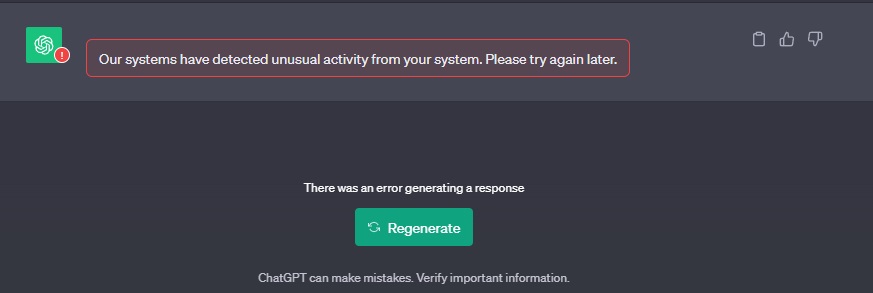 Our systems have detected unusual activity from your system. Please try again later.
There was an error generating a response
Regenerate
ChatGPT can make mistakes. Verify important information.